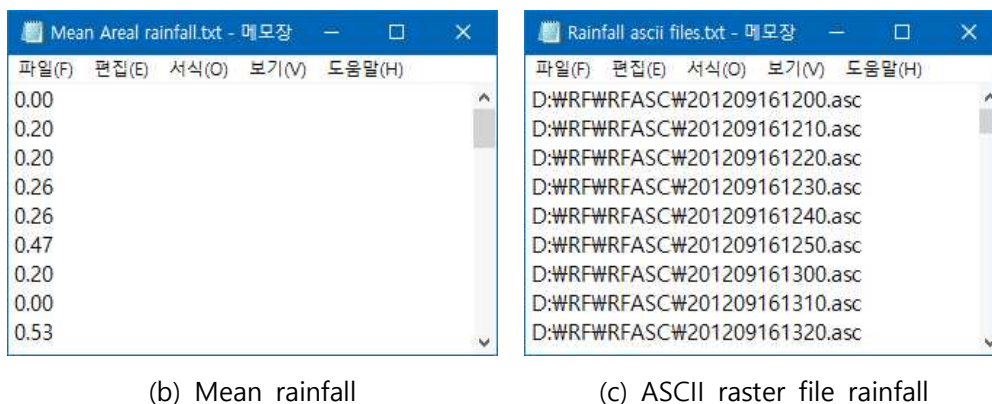 Mean Areal rainfall.txt - 메모장
파일(F) 편집(E) 서식(O) 보기(V) 도움말(H)
0.00
0.20
0.20
0.26
0.26
0.47
0.20
0.00
0.53
(b) Mean rainfall
Rainfall ascii files.txt - 메모장
파일(F) 편집(E) 서식(O) 보기(V) 도움말(H)
D:₩RF₩RFASC₩201209161200.asc
D:₩RF₩RFASC₩201209161210.asc
D:₩RF₩RFASC₩201209161220.asc
D:₩RF₩RFASC₩201209161230.asc
D:₩RF₩RFASC₩201209161240.asc
D:₩RF₩RFASC₩201209161250.asc
D:₩RF₩RFASC₩201209161300.asc
D:₩RF₩RFASC₩201209161310.asc
D:₩RF₩RFASC₩201209161320.asc
(c) ASCII raster file rainfall